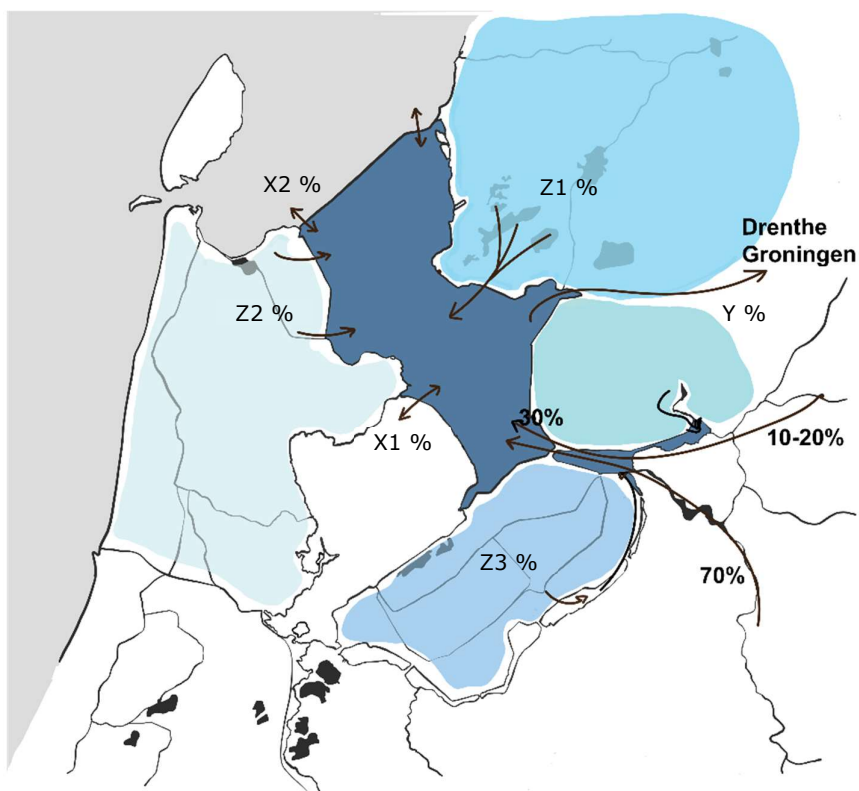 X2 %
Z1 %
Drenthe
Groningen
Z2 %
Y %
30%
X1 %
10-20%
Z3 %
70%